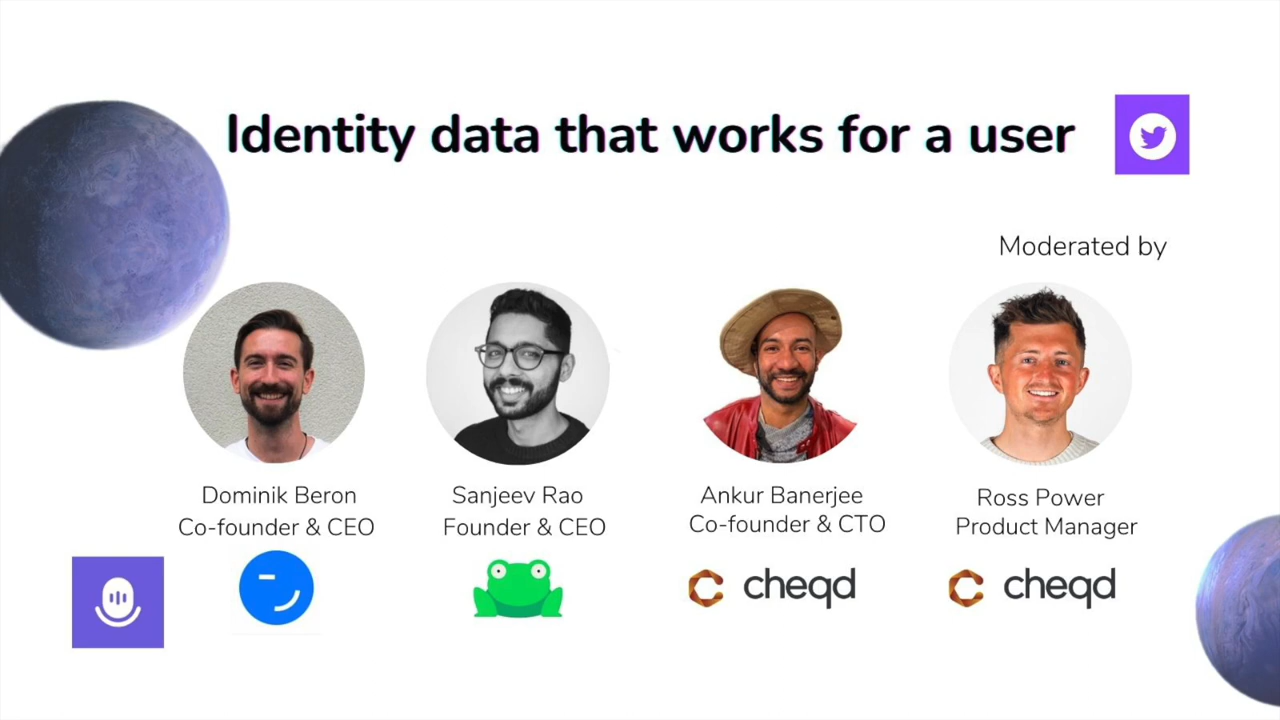 Identity data that works for a user
Moderated by
Dominik Beron
Co-founder & CEO
Sanjeev Rao
Founder & CEO
Ankur Banerjee
Co-founder & CTO
cheqd
Ross Power
Product Manager
cheqd